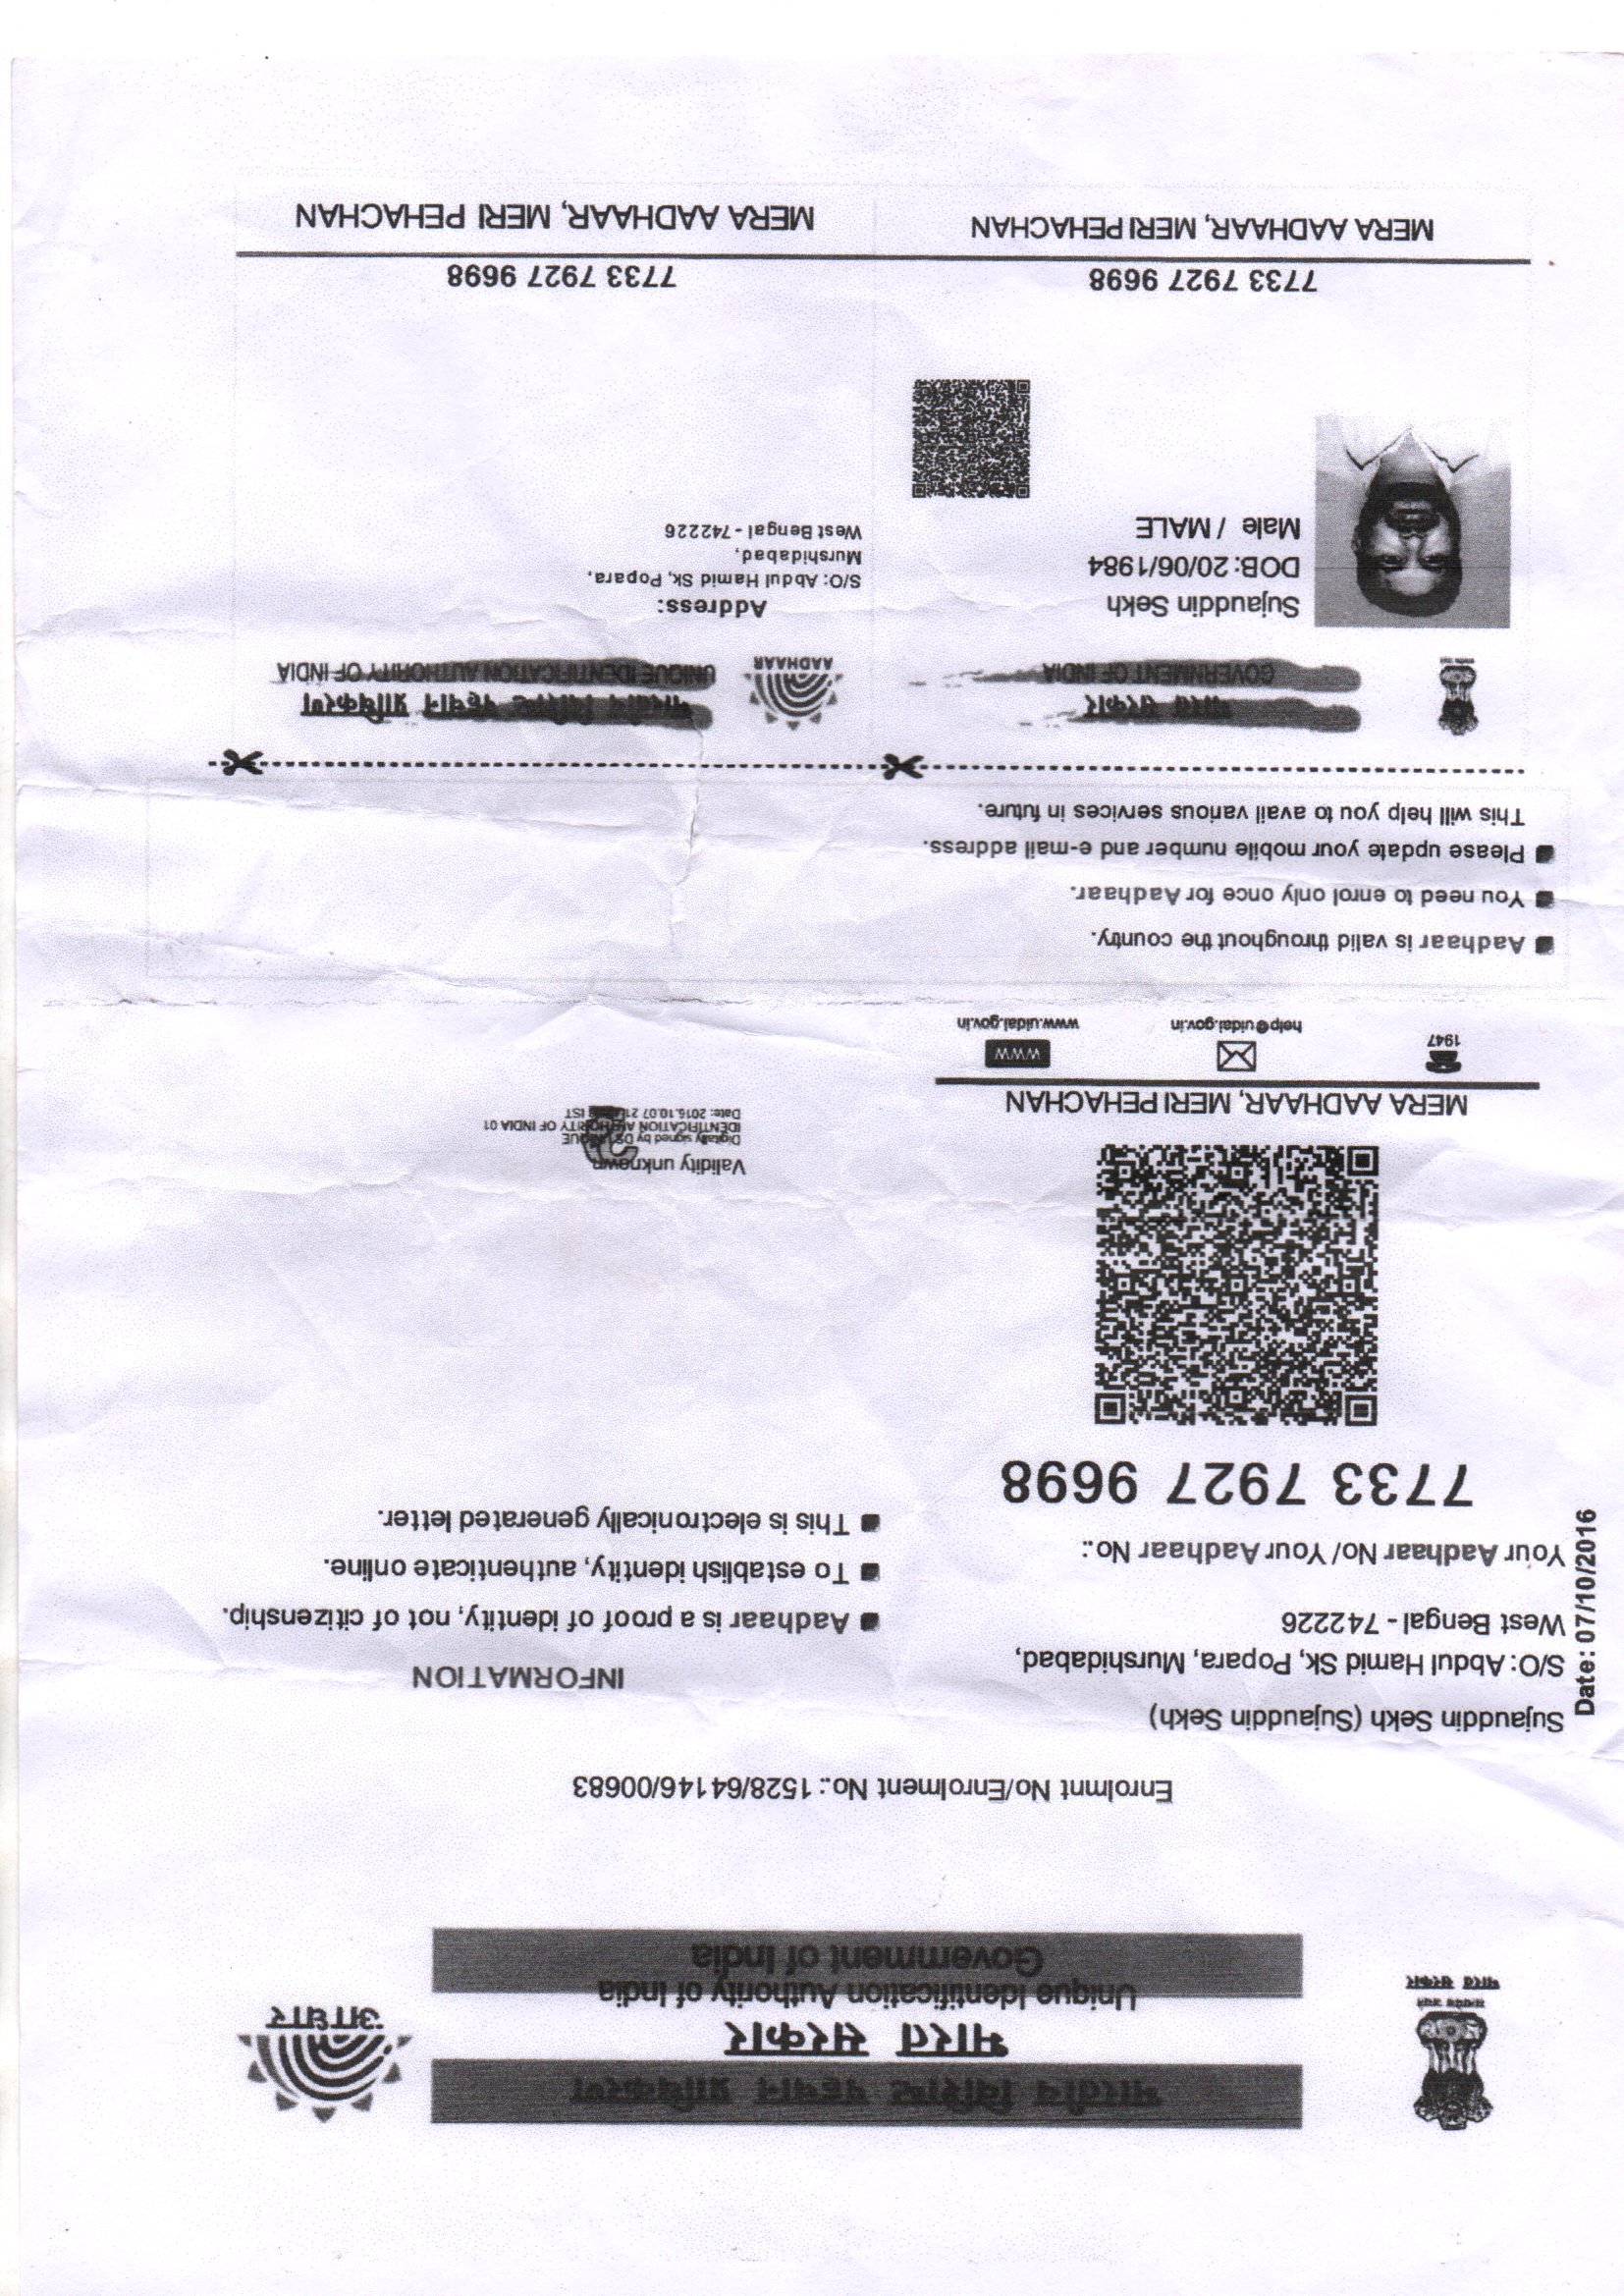 भारतीय विशिष्ट पहचान प्राधिकरण
भारत सरकार
Unique Identification Authority of India
Government of India
भारत सरकार
आधार
Enrolmnt No/Enrolment No.: 1528/64146/00683
Sujauddin Sekh (Sujauddin Sekh)
S/O: Abdul Hamid Sk, Popara, Murshidabad,
West Bengal - 742226
Date: 07/10/2016
Your Aadhaar No/ Your Aadhaar No.:
7733 7927 9698
MERA AADHAAR, MERI PEHACHAN
1947
help@uidai.gov.in
WWW
www.uidai.gov.in
INFORMATION
Aadhaar is a proof of identity, not of citizenship.
To establish identity, authenticate online.
This is electronically generated letter.
Validity unknown
Digitally signed by DS
IDENTIFICATION AUTHORITY OF INDIA 01
Date: 2016.10.07
IST
Aadhaar is valid throughout the country.
You need to enrol only once for Aadhaar.
Please update your mobile number and e-mail address.
This will help you to avail various services in future.
भारत सरकार
GOVERNMENT OF INDIA
Sujauddin Sekh
DOB:20/06/1984
Male / MALE
7733 7927 9698
MERA AADHAAR, MERI PEHACHAN
भारतीय विशिष्ट पहचान प्राधिकरण
UNIQUE IDENTIFICATION AUTHORITY OF INDIA
AADHAAR
Address:
S/O: Abdul Hamid Sk, Popara,
Murshidabad,
West Bengal - 742226
7733 7927 9698
MERA AADHAAR, MERI PEHACHAN